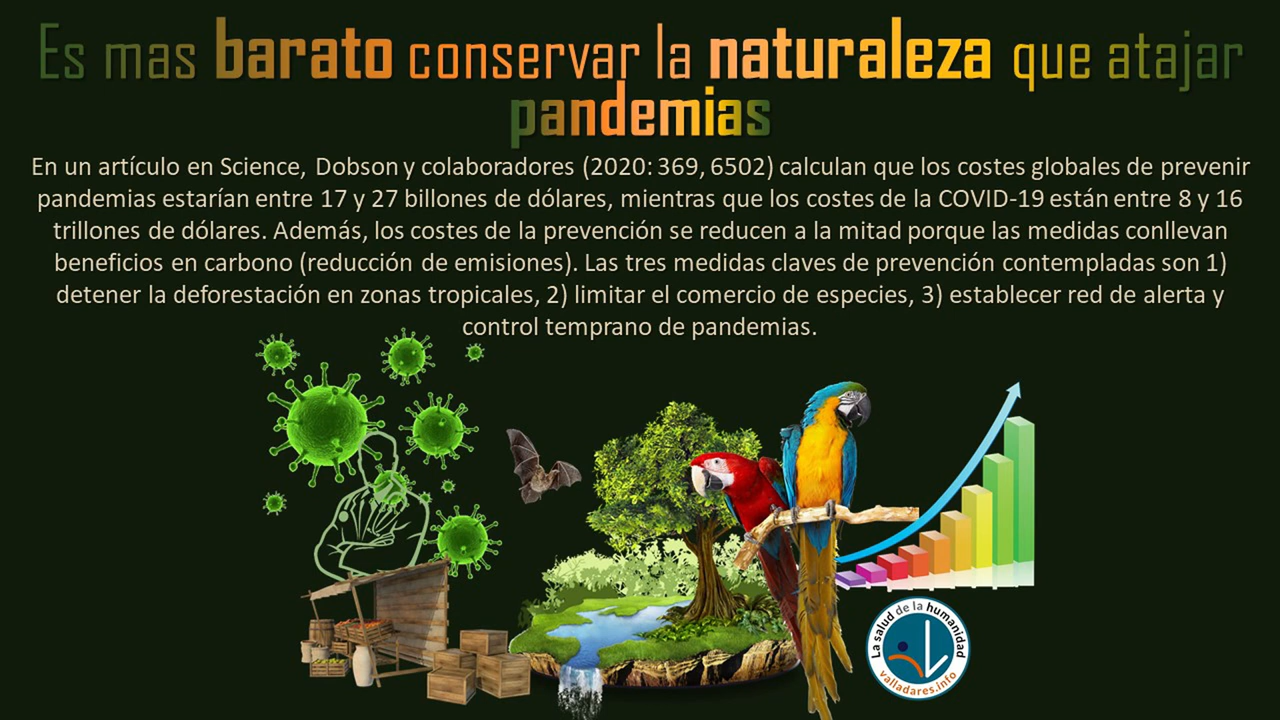 Es mas barato conservar la naturaleza que atajar
pandemias
En un artículo en Science, Dobson y colaboradores (2020: 369, 6502) calculan que los costes globales de prevenir
pandemias estarían entre 17 y 27 billones de dólares, mientras que los costes de la COVID-19 están entre 8 y 16
trillones de dólares. Además, los costes de la prevención se reducen a la mitad porque las medidas conllevan
beneficios en carbono (reducción de emisiones). Las tres medidas claves de prevención contempladas son 1)
detener la deforestación en zonas tropicales, 2) limitar el comercio de especies, 3) establecer red de alerta y
control temprano de pandemias.
La salud de la humanidad
valladares.info